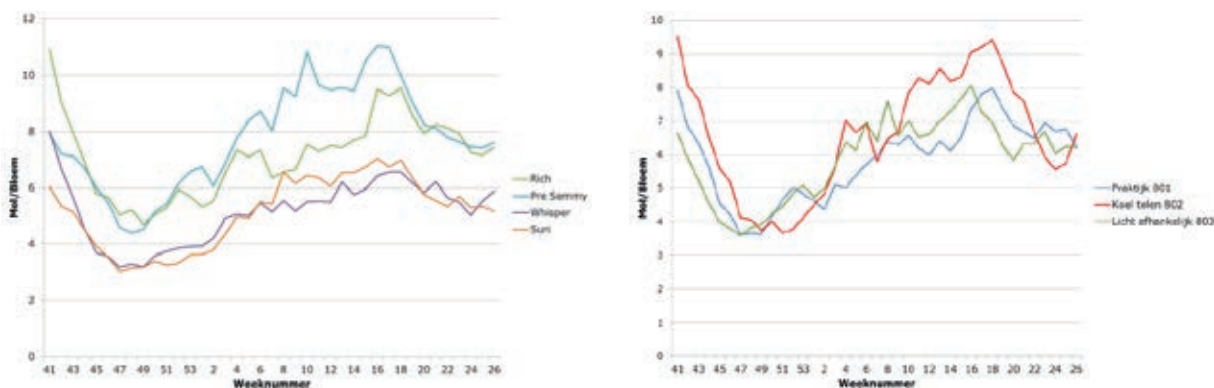 12
10
8
6
4
2
0
Mol/Bloem
41 43 45 47 49 51 53 2 4 6 8 10 12 14 16 18 20 22 24 26
Weeknummer
Rich
Pre Semmy
Whisper
Suri
10
9
8
7
6
5
4
3
2
1
0
Mol/Bloem
41 43 45 47 49 51 53 2 4 6 8 10 12 14 16 18 20 22 24 26
Weeknummer
Praktijk 801
Koel telen 802
Licht afhankelijk 803